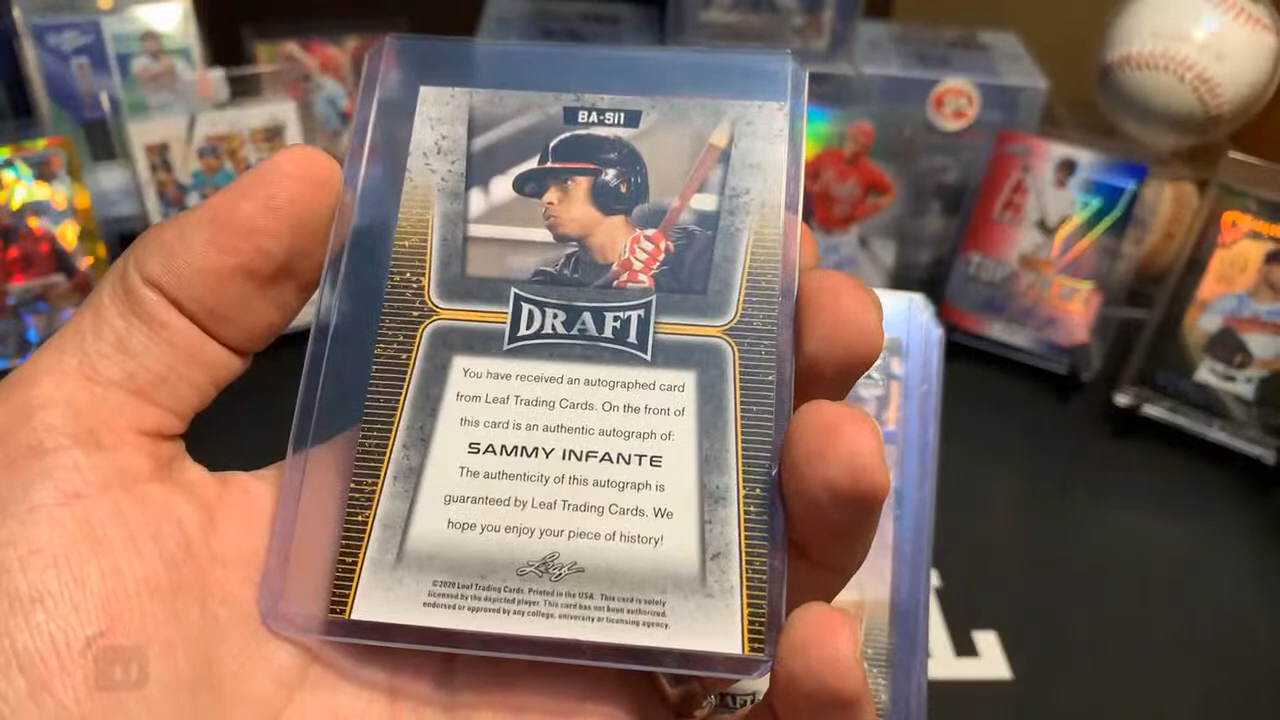 BA-SI1
DRAFT
You have received an autographed card
from Leaf Trading Cards. On the front of
this card is an authentic autograph of:
SAMMY INFANTE
The authenticity of this autograph is
guaranteed by Leaf Trading Cards. We
hope you enjoy your piece of history!
Leaf
©2020 Leaf Trading Cards. Printed in the USA. This card is solely
licensed by the depicted player. This card has not been authorized,
endorsed or approved by any college, university or licensing agency.